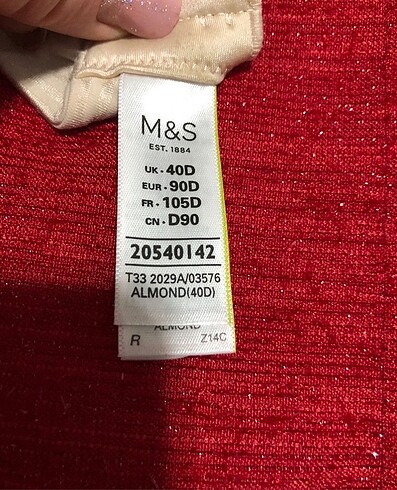 M&S
EST. 1884
UK - 40D
EUR - 90D
FR - 105D
CN - D90
20540142
T33 2029A/03576
ALMOND(40D)
ALMOND
R Z14C